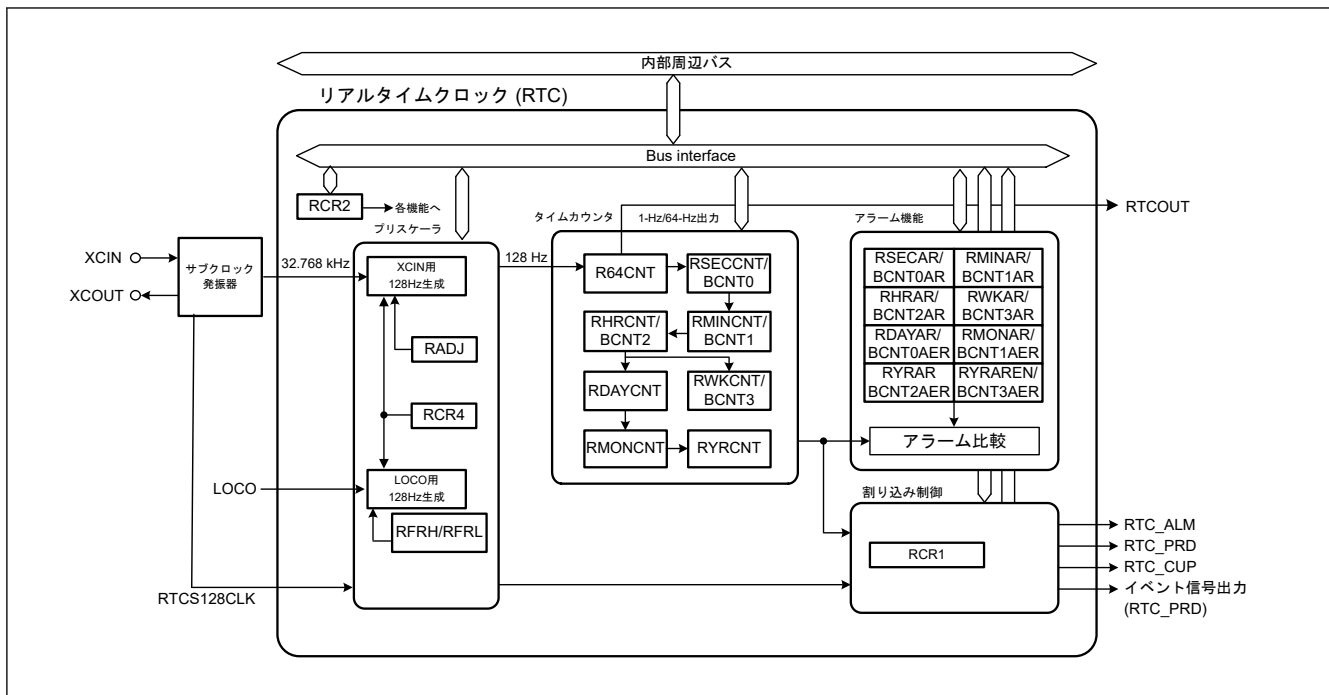 内部周辺バス
リアルタイムクロック (RTC)
Bus interface
RCR2
各機能へ
プリスケーラ
タイムカウンタ
1-Hz/64-Hz出力
アラーム機能
RTCOUT
XCIN
XCOUT
サブクロック
発振器
32.768 kHz
XCIN用
128Hz生成
RADJ
RCR4
LOCO
LOCO用
128Hz生成
RFRH/RFRL
RTCS128CLK
128 Hz
R64CNT
RSECCNT/
BCNT0
RHRCNT/
BCNT2
RMINCNT/
BCNT1
RDAYCNT
RWKCNT/
BCNT3
RMONCNT
RYRCNT
RSECAR/
BCNT0AR
RMINAR/
BCNT1AR
RHRAR/
BCNT2AR
RWKAR/
BCNT3AR
RDAYAR/
BCNT0AER
RMONAR/
BCNT1AER
RYRAR
BCNT2AER
RYRAREN/
BCNT3AER
アラーム比較
割り込み制御
RCR1
RTC_ALM
RTC_PRD
RTC_CUP
イベント信号出力
(RTC_PRD)